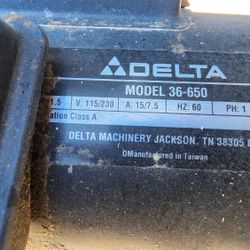 DELTA
MODEL 36-650
1.5 V: 115/230 A: 15/7.5 HZ: 60 PH: 1
ation Class A
DELTA MACHINERY JACKSON, TN 38305
DManufactured in Taiwan